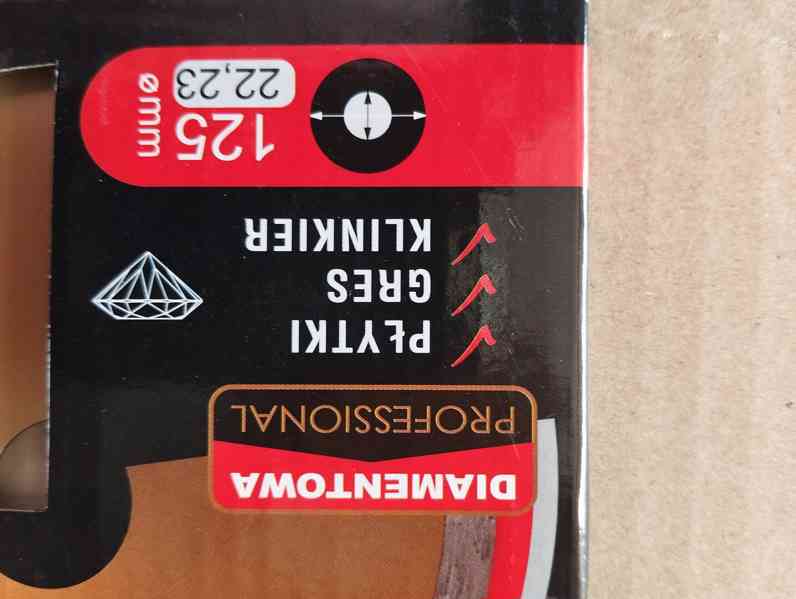 DIAMENTOWA
PROFESSIONAL
PŁYTKI
GRES
KLINKIER
125
22,23
ømm